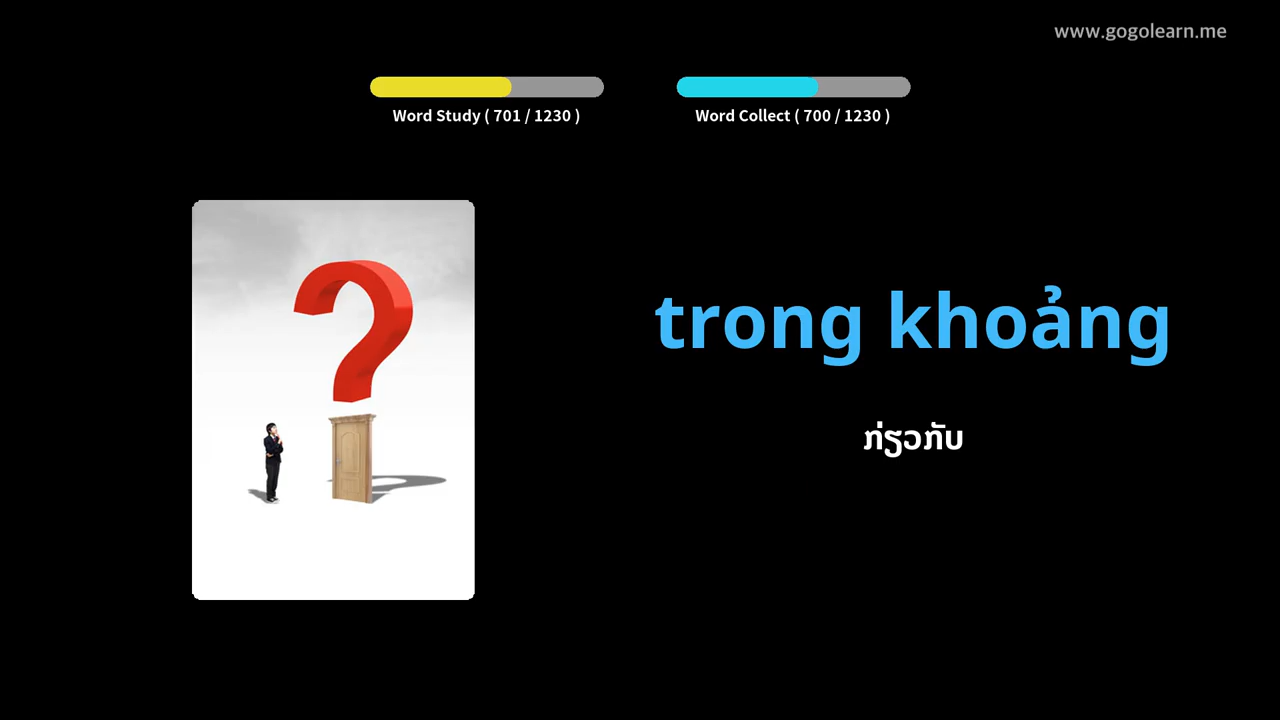 www.gogolearn.me
Word Study ( 701 / 1230 )
Word Collect ( 700 / 1230 )
trong khoảng
ກ່ຽວກັບ